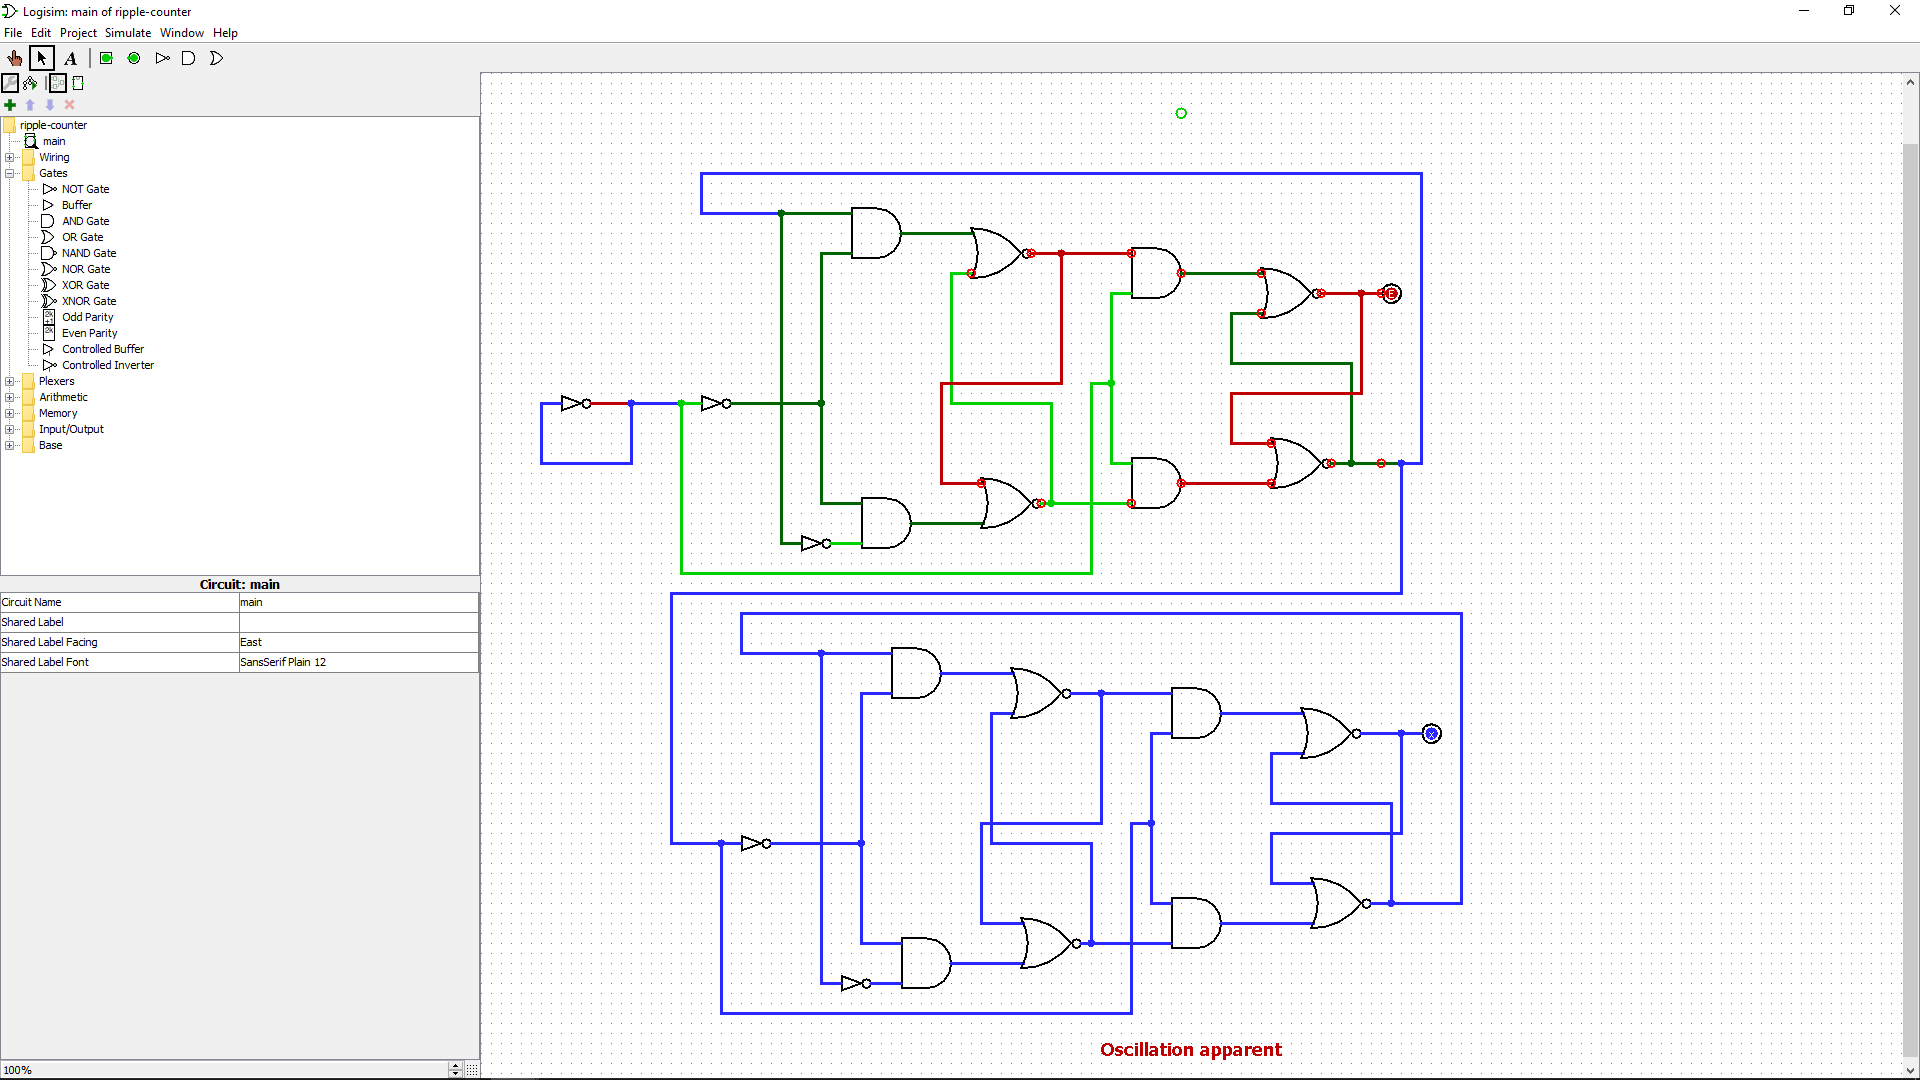 Logisim: main of ripple-counter
File Edit Project Simulate Window Help
A
ripple-counter
main
Wiring
Gates
NOT Gate
Buffer
AND Gate
OR Gate
NAND Gate
NOR Gate
XOR Gate
XNOR Gate
Odd Parity
Even Parity
Controlled Buffer
Controlled Inverter
Plexers
Arithmetic
Memory
Input/Output
Base
Circuit: main
Circuit Name main
Shared Label
Shared Label Facing East
Shared Label Font SansSerif Plain 12
100%
E
x
Oscillation apparent